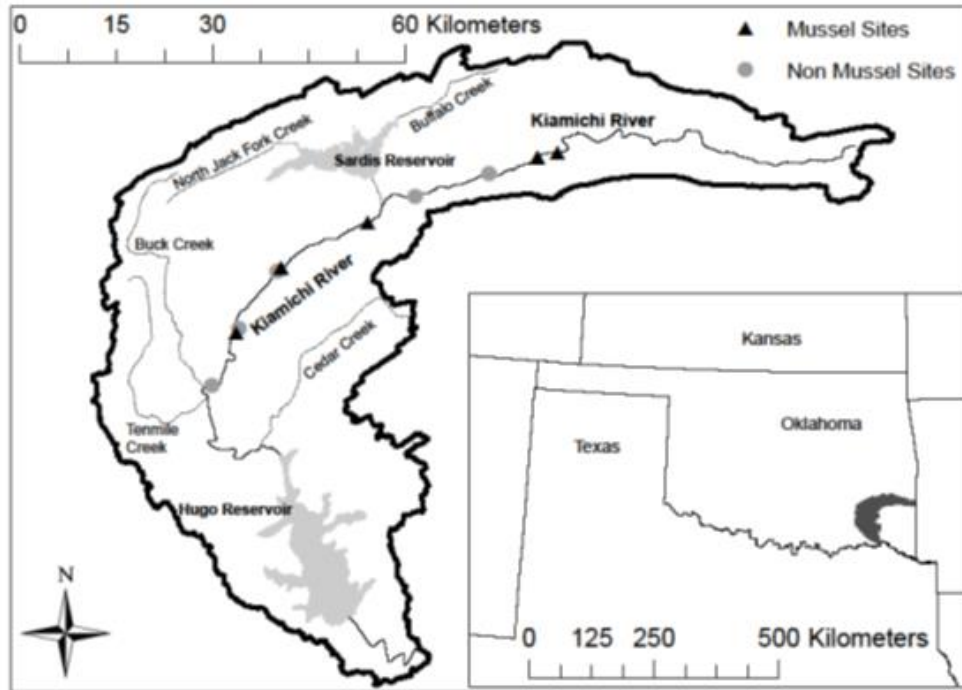 0 15 30 60 Kilometers
Mussel Sites
Non Mussel Sites
Buffalo Creek
Kiamichi River
North Jack Fork Creek
Sardis Reservoir
Buck Creek
Kiamichi River
Cedar Creek
Tenmile
Creek
Hugo Reservoir
N
Kansas
Oklahoma
Texas
0 125 250 500 Kilometers